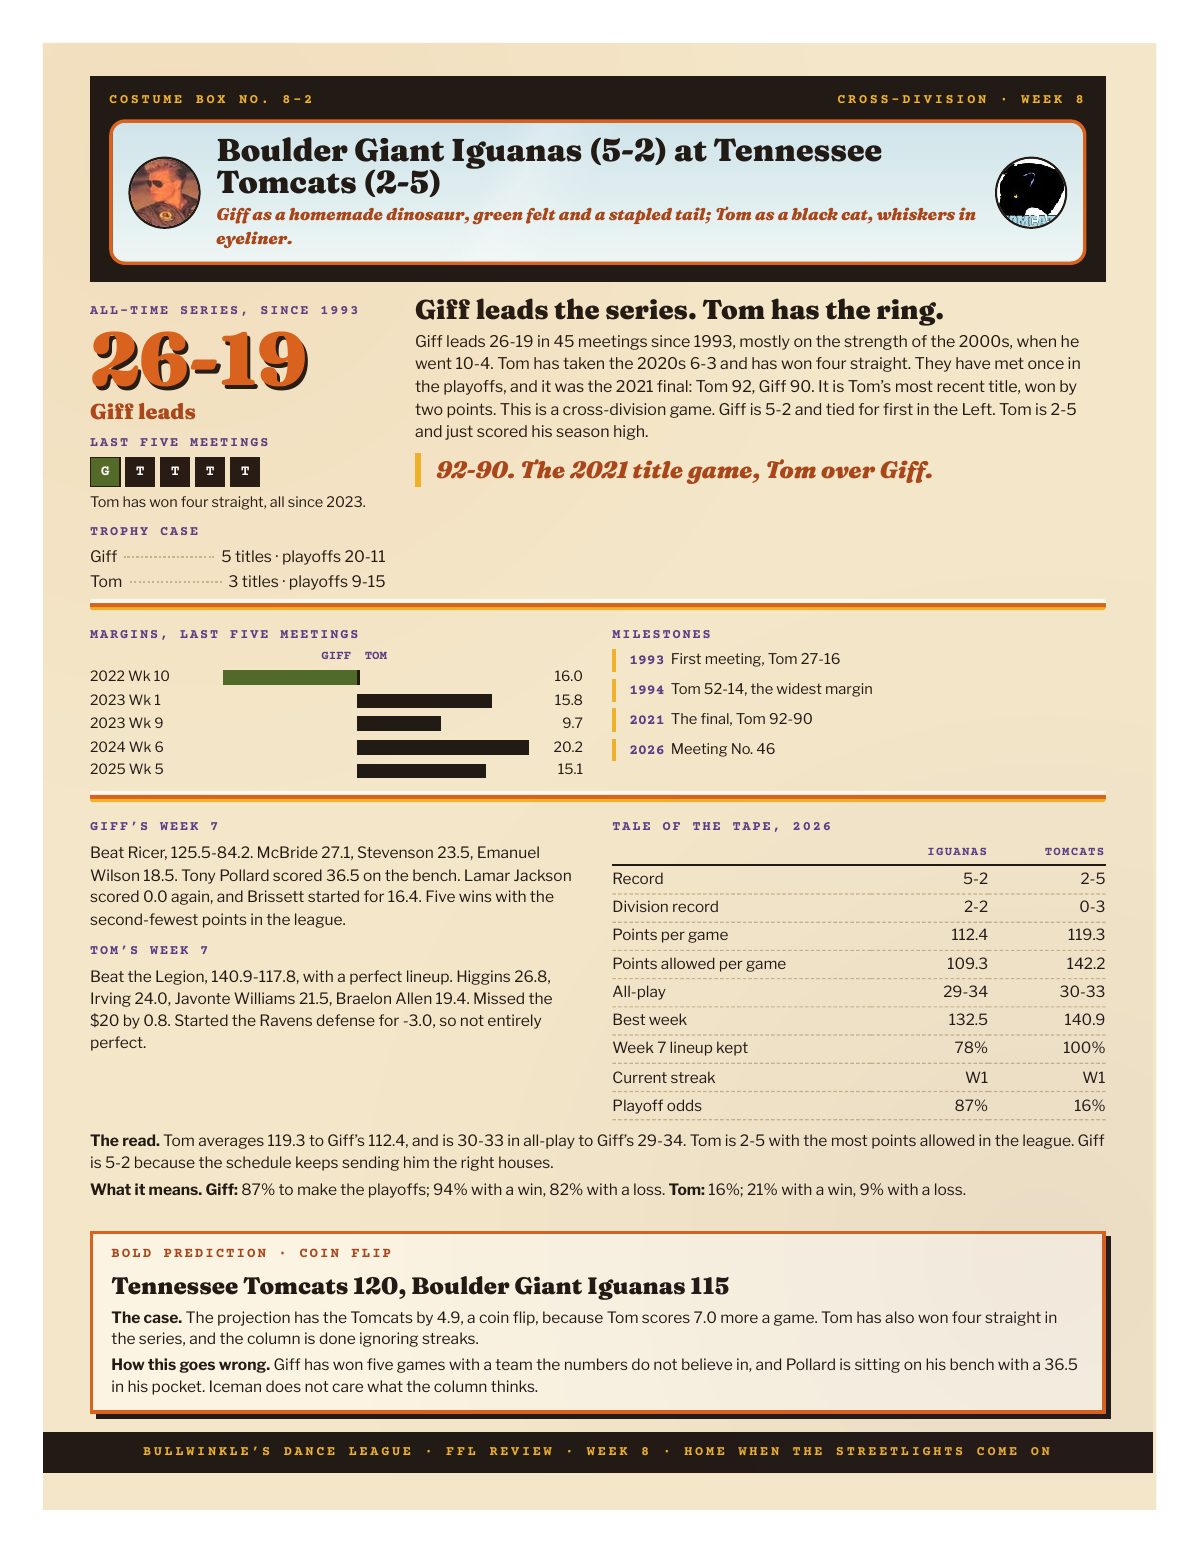 COSTUME BOX NO. 8-2
CROSS-DIVISION · WEEK 8
Boulder Giant Iguanas (5-2) at Tennessee
Tomcats (2-5)
Giff as a homemade dinosaur, green felt and a stapled tail; Tom as a black cat, whiskers in
eyeliner.
ALL-TIME SERIES, SINCE 1993
26-19
Giff leads
LAST FIVE MEETINGS
G T T T T
Tom has won four straight, all since 2023.
TROPHY CASE
Giff 5 titles · playoffs 20-11
Tom 3 titles · playoffs 9-15
Giff leads the series. Tom has the ring.
Giff leads 26-19 in 45 meetings since 1993, mostly on the strength of the 2000s, when he
went 10-4. Tom has taken the 2020s 6-3 and has won four straight. They have met once in
the playoffs, and it was the 2021 final: Tom 92, Giff 90. It is Tom’s most recent title, won by
two points. This is a cross-division game. Giff is 5-2 and tied for first in the Left. Tom is 2-5
and just scored his season high.
92-90. The 2021 title game, Tom over Giff.
MARGINS, LAST FIVE MEETINGS
GIFF TOM
2022 Wk 10 16.0
2023 Wk 1 15.8
2023 Wk 9 9.7
2024 Wk 6 20.2
2025 Wk 5 15.1
MILESTONES
1993 First meeting, Tom 27-16
1994 Tom 52-14, the widest margin
2021 The final, Tom 92-90
2026 Meeting No. 46
GIFF’S WEEK 7
Beat Ricer, 125.5-84.2. McBride 27.1, Stevenson 23.5, Emanuel
Wilson 18.5. Tony Pollard scored 36.5 on the bench. Lamar Jackson
scored 0.0 again, and Brissett started for 16.4. Five wins with the
second-fewest points in the league.
TOM’S WEEK 7
Beat the Legion, 140.9-117.8, with a perfect lineup. Higgins 26.8,
Irving 24.0, Javonte Williams 21.5, Braelon Allen 19.4. Missed the
$20 by 0.8. Started the Ravens defense for -3.0, so not entirely
perfect.
TALE OF THE TAPE, 2026
IGUANAS TOMCATS
Record 5-2 2-5
Division record 2-2 0-3
Points per game 112.4 119.3
Points allowed per game 109.3 142.2
All-play 29-34 30-33
Best week 132.5 140.9
Week 7 lineup kept 78% 100%
Current streak W1 W1
Playoff odds 87% 16%
The read. Tom averages 119.3 to Giff’s 112.4, and is 30-33 in all-play to Giff’s 29-34. Tom is 2-5 with the most points allowed in the league. Giff
is 5-2 because the schedule keeps sending him the right houses.
What it means. Giff: 87% to make the playoffs; 94% with a win, 82% with a loss. Tom: 16%; 21% with a win, 9% with a loss.
BOLD PREDICTION · COIN FLIP
Tennessee Tomcats 120, Boulder Giant Iguanas 115
The case. The projection has the Tomcats by 4.9, a coin flip, because Tom scores 7.0 more a game. Tom has also won four straight in
the series, and the column is done ignoring streaks.
How this goes wrong. Giff has won five games with a team the numbers do not believe in, and Pollard is sitting on his bench with a 36.5
in his pocket. Iceman does not care what the column thinks.
BULLWINKLE’S DANCE LEAGUE · FFL REVIEW · WEEK 8 · HOME WHEN THE STREETLIGHTS COME ON